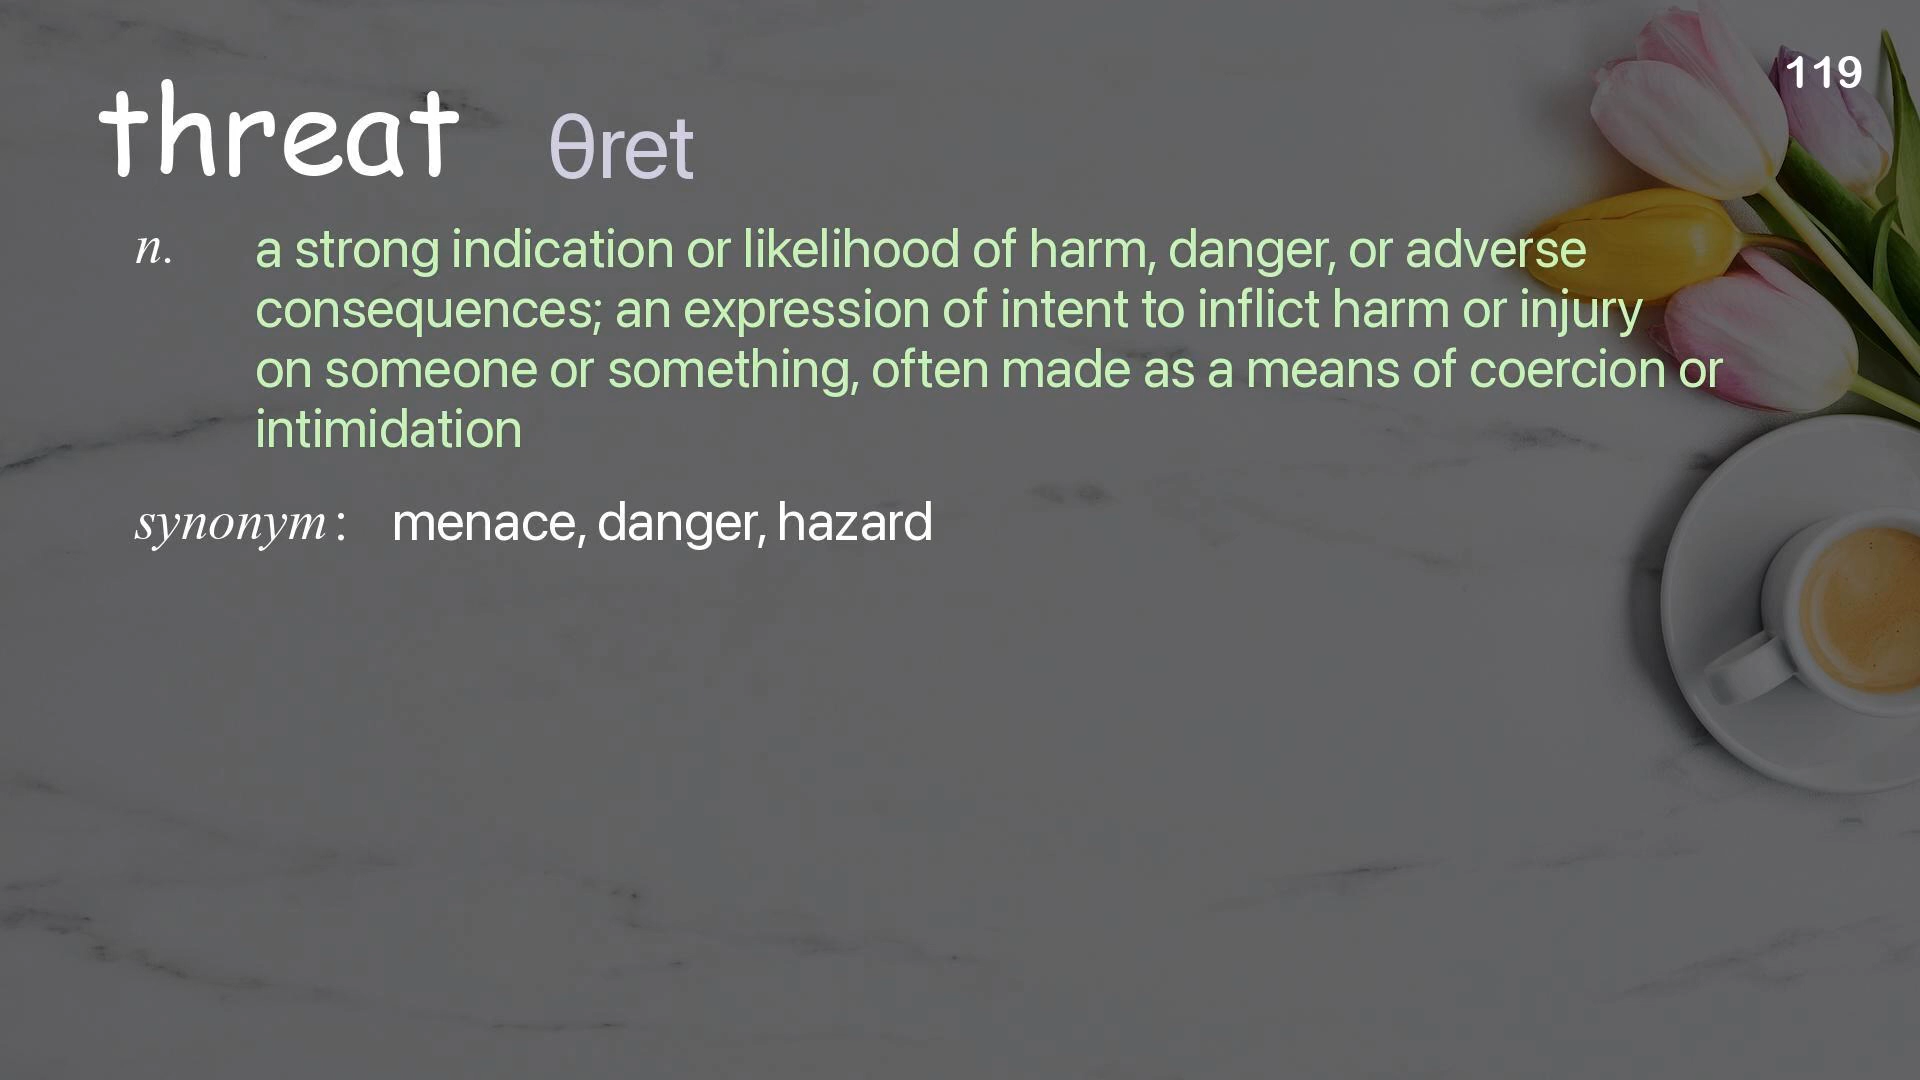 119
threat θret
n. a strong indication or likelihood of harm, danger, or adverse
consequences; an expression of intent to inflict harm or injury
on someone or something, often made as a means of coercion or
intimidation
synonym: menace, danger, hazard